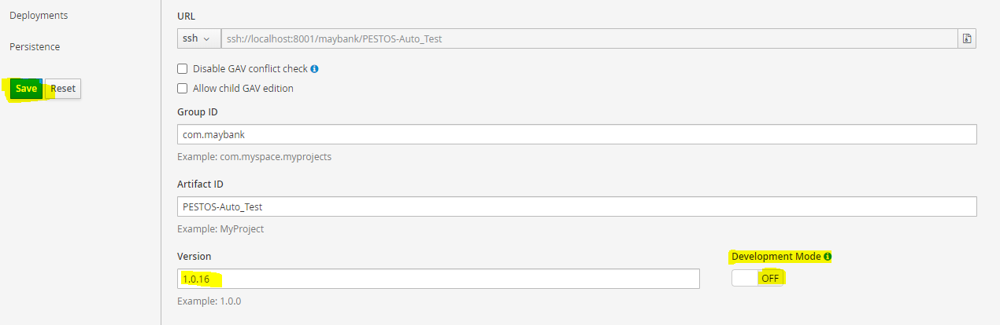 Deployments
Persistence
Save
Reset
URL
ssh
ssh://localhost:8001/maybank/PESTOS-Auto_Test
Disable GAV conflict check
Allow child GAV edition
Group ID
com.maybank
Example: com.myspace.myprojects
Artifact ID
PESTOS-Auto_Test
Example: MyProject
Version
1.0.16
Example: 1.0.0
Development Mode
OFF